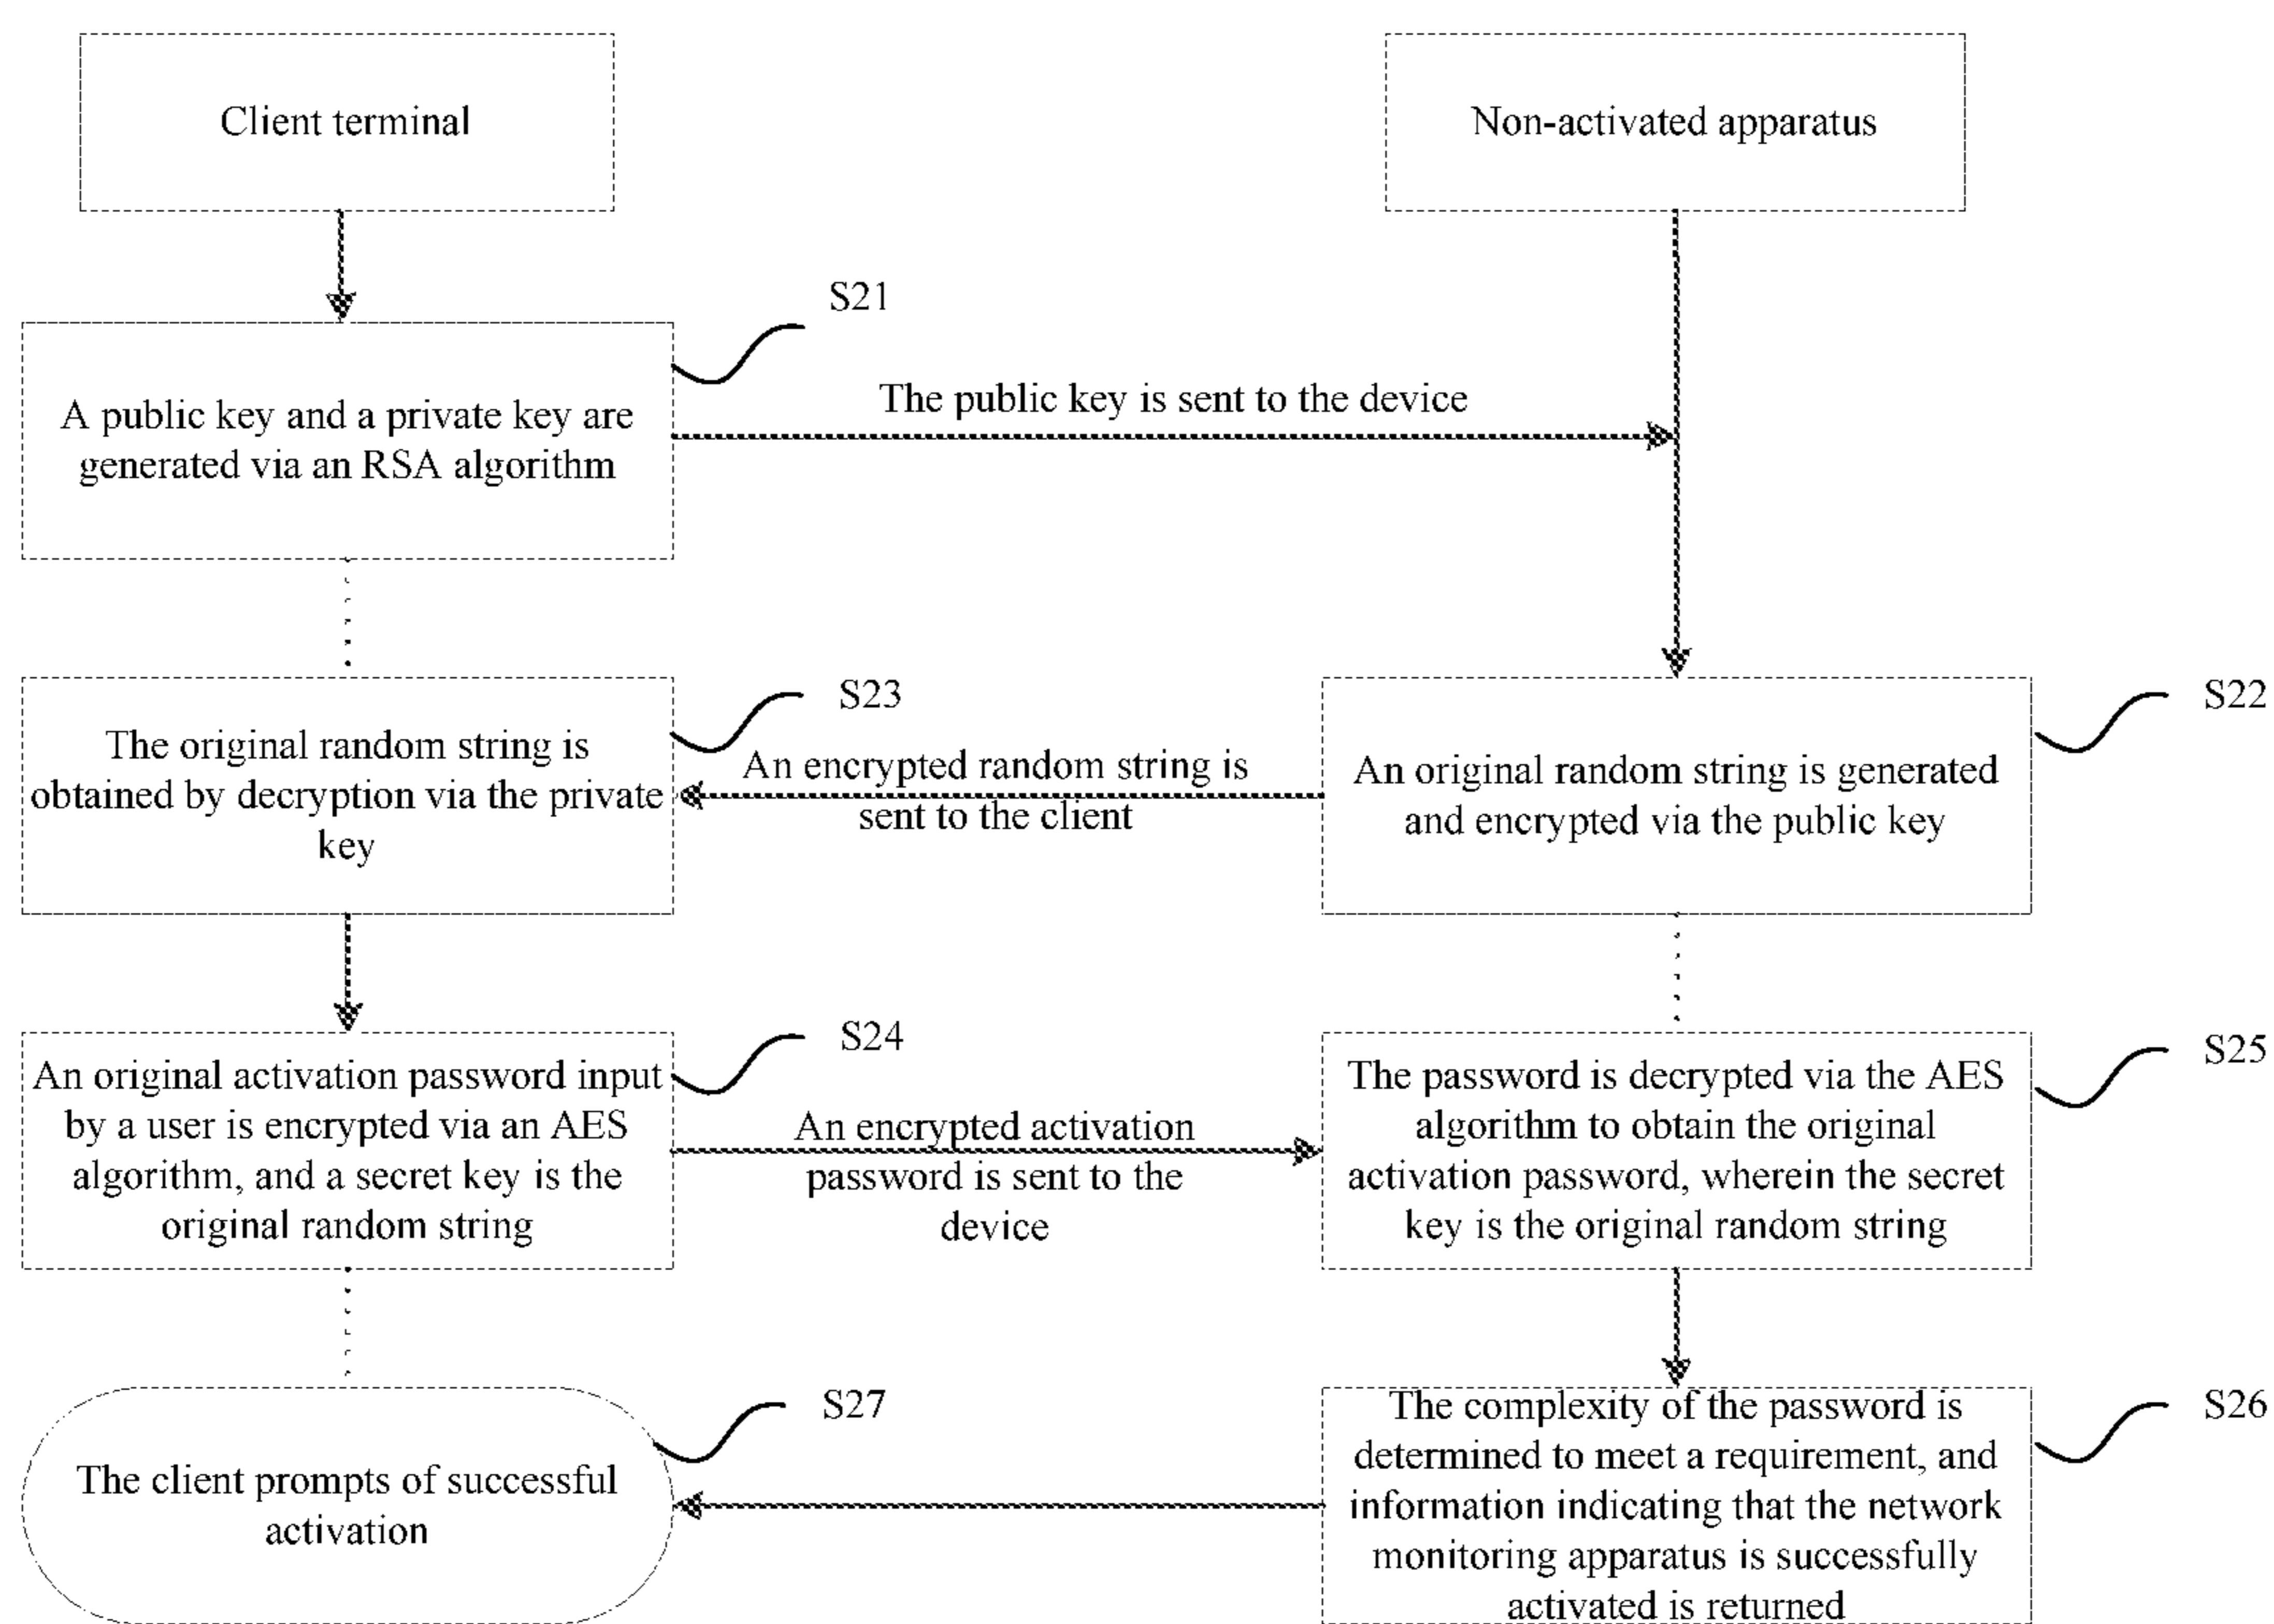 Client terminal
Non-activated apparatus
S21
The public key is sent to the device
A public key and a private key are
generated via an RSA algorithm
S23
S22
The original random string is
obtained by decryption via the private
key
An encrypted random string is
sent to the client
An original random string is generated
and encrypted via the public key
S24
S25
An original activation password input
by a user is encrypted via an AES
algorithm, and a secret key is the
original random string
An encrypted activation
password is sent to the
device
The password is decrypted via the AES
algorithm to obtain the original
activation password, wherein the secret
key is the original random string
S27
S26
The client prompts of successful
activation
The complexity of the password is
determined to meet a requirement, and
information indicating that the network
monitoring apparatus is successfully
activated is returned